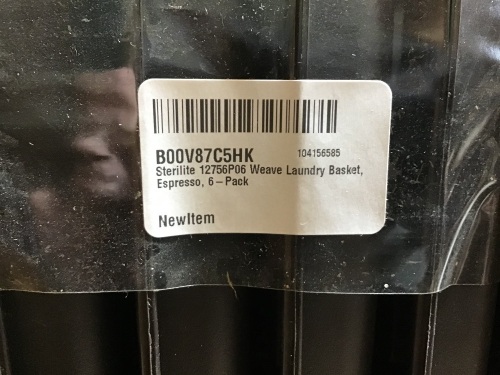 B00V87C5HK 104156585
Sterilite 12756P06 Weave Laundry Basket,
Espresso, 6-Pack
NewItem